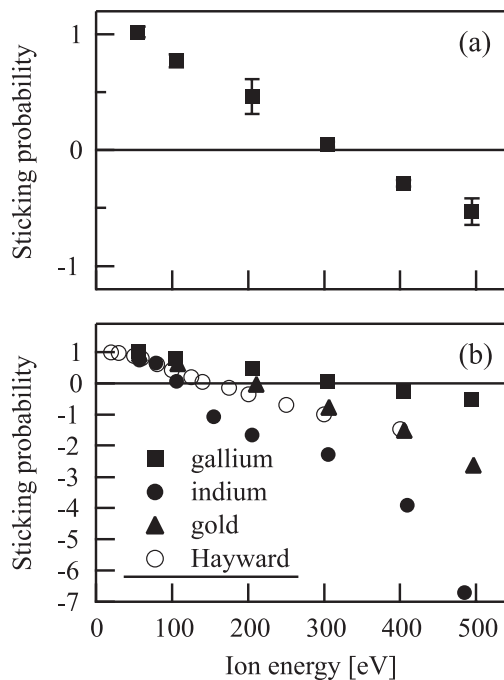 1
(a)
0
-1
Sticking probability
1
(b)
0
-1
-2
-3
-4
-5
-6
-7
gallium
indium
gold
Hayward
Sticking probability
0 100 200 300 400 500
Ion energy [eV]